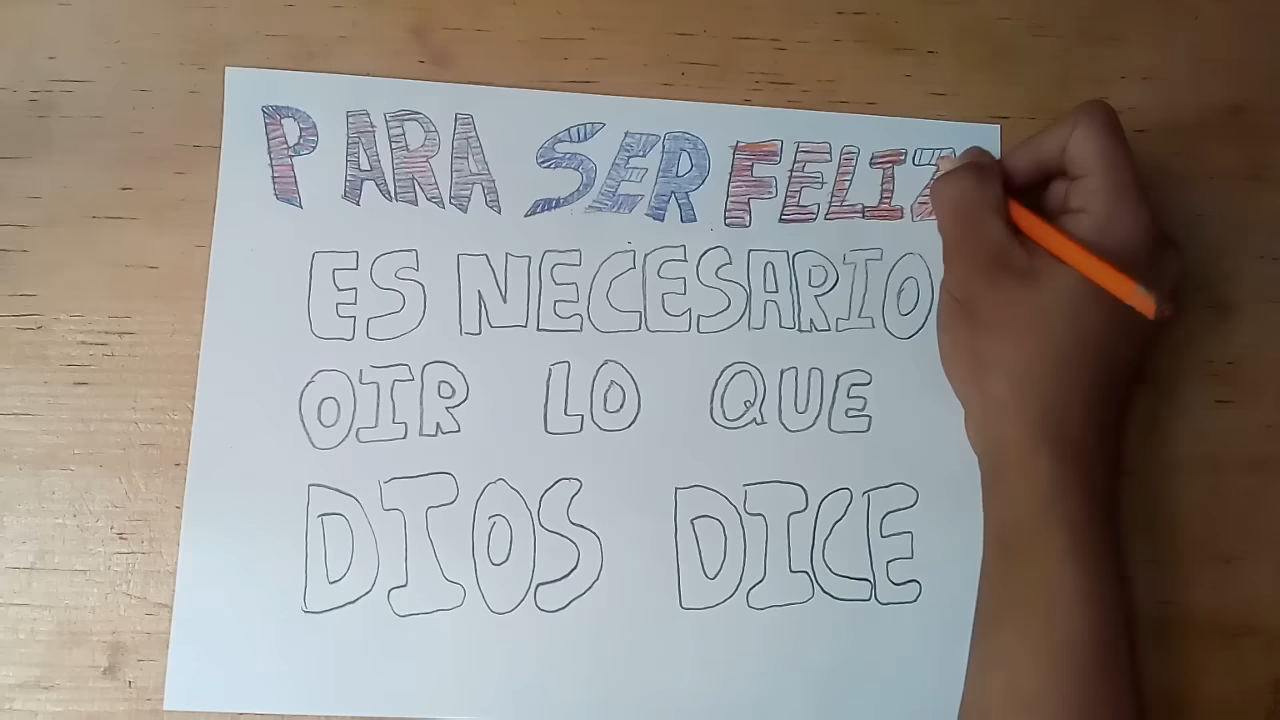 PARA SER FELIZ
ES NECESARIO
OIR LO QUE
DIOS DICE